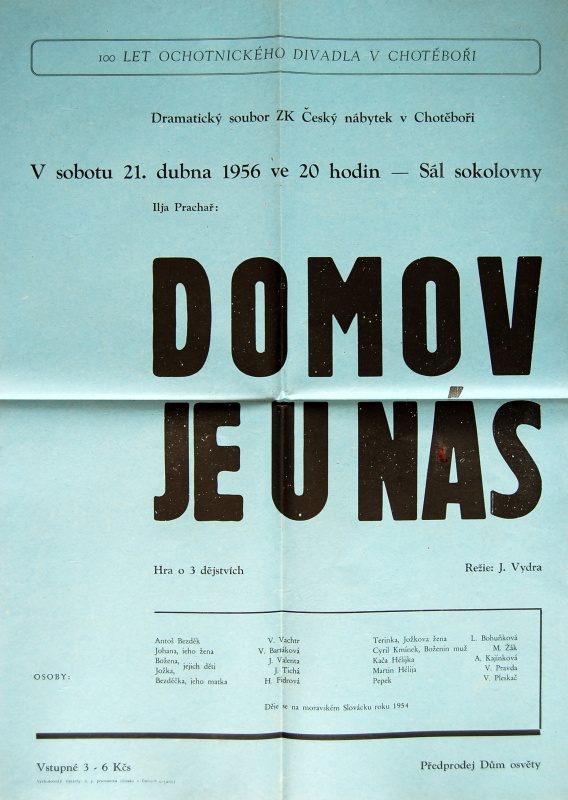 100 LET OCHOTNICKÉHO DIVADLA V CHOTĚBOŘI
Dramatický soubor ZK Český nábytek v Chotěboři
V sobotu 21. dubna 1956 ve 20 hodin — Sál sokolovny
Ilja Prachař:
DOMOV
JE U NÁS
Hra o 3 dějstvích
Režie: J. Vydra
OSOBY:
Antoš Bezděk V. Vachtr
Johana, jeho žena V. Bartáková
Božena, J. Valenta
jejich děti
Jožka, J. Tichá
Bezděčka, jeho matka H. Fidrová
Terinka, Jožkova žena L. Bohuňková
Cyril Kmínek, Boženin muž M. Žák
Kača Hélijka A. Kajínková
Martin Hélija V. Pravda
Pepek V. Pleskač
Děje se na moravském Slovácku roku 1954
Vstupné 3 - 6 Kčs
Předprodej Dům osvěty